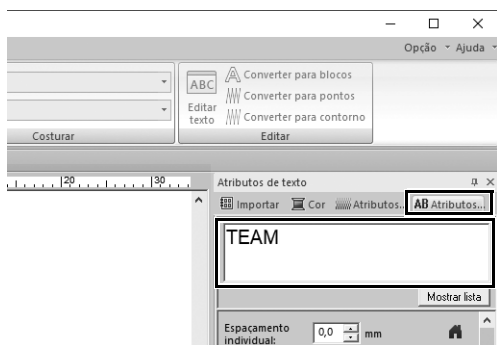 Opção Ajuda
ABC
Editar texto
Converter para blocos
Converter para pontos
Converter para contorno
Costurar
Editar
20 30
Atributos de texto
Importar Cor Atributos... AB Atributos...
TEAM
Mostrar lista
Espaçamento
individual:
0,0 mm